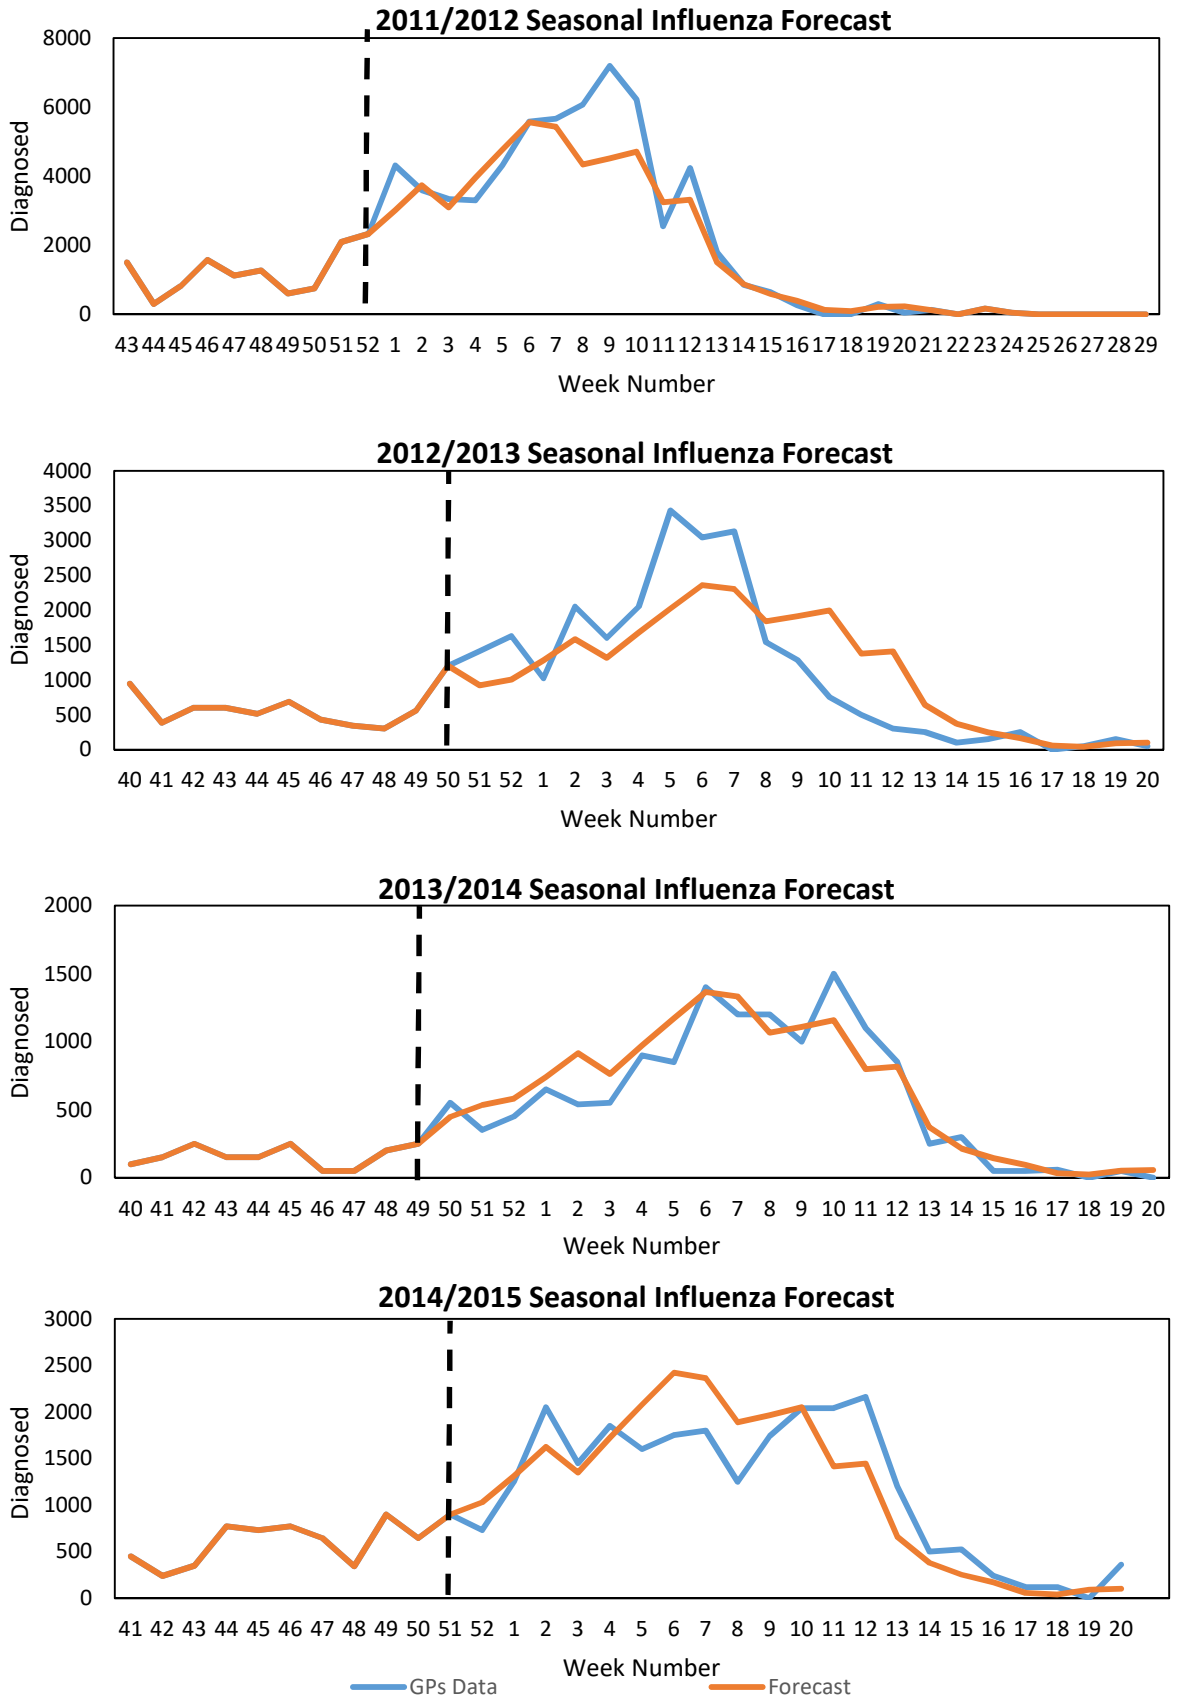 2011/2012 Seasonal Influenza Forecast
8000
6000
4000
2000
0
Diagnosed
43 44 45 46 47 48 49 50 51 52 1 2 3 4 5 6 7 8 9 10 11 12 13 14 15 16 17 18 19 20 21 22 23 24 25 26 27 28 29
Week Number
2012/2013 Seasonal Influenza Forecast
4000
3500
3000
2500
2000
1500
1000
500
0
Diagnosed
40 41 42 43 44 45 46 47 48 49 50 51 52 1 2 3 4 5 6 7 8 9 10 11 12 13 14 15 16 17 18 19 20
Week Number
2013/2014 Seasonal Influenza Forecast
2000
1500
1000
500
0
Diagnosed
40 41 42 43 44 45 46 47 48 49 50 51 52 1 2 3 4 5 6 7 8 9 10 11 12 13 14 15 16 17 18 19 20
Week Number
2014/2015 Seasonal Influenza Forecast
3000
2500
2000
1500
1000
500
0
Diagnosed
41 42 43 44 45 46 47 48 49 50 51 52 1 2 3 4 5 6 7 8 9 10 11 12 13 14 15 16 17 18 19 20
Week Number
GPs Data
Forecast